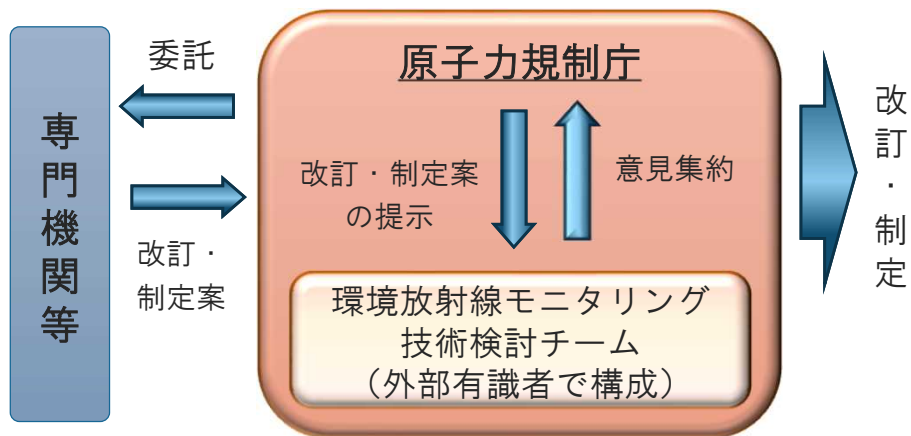 専門機関等
委託
改訂・
制定案
原子力規制庁
改訂・制定案
の提示
意見集約
環境放射線モニタリング
技術検討チーム
（外部有識者で構成）
改訂・制定